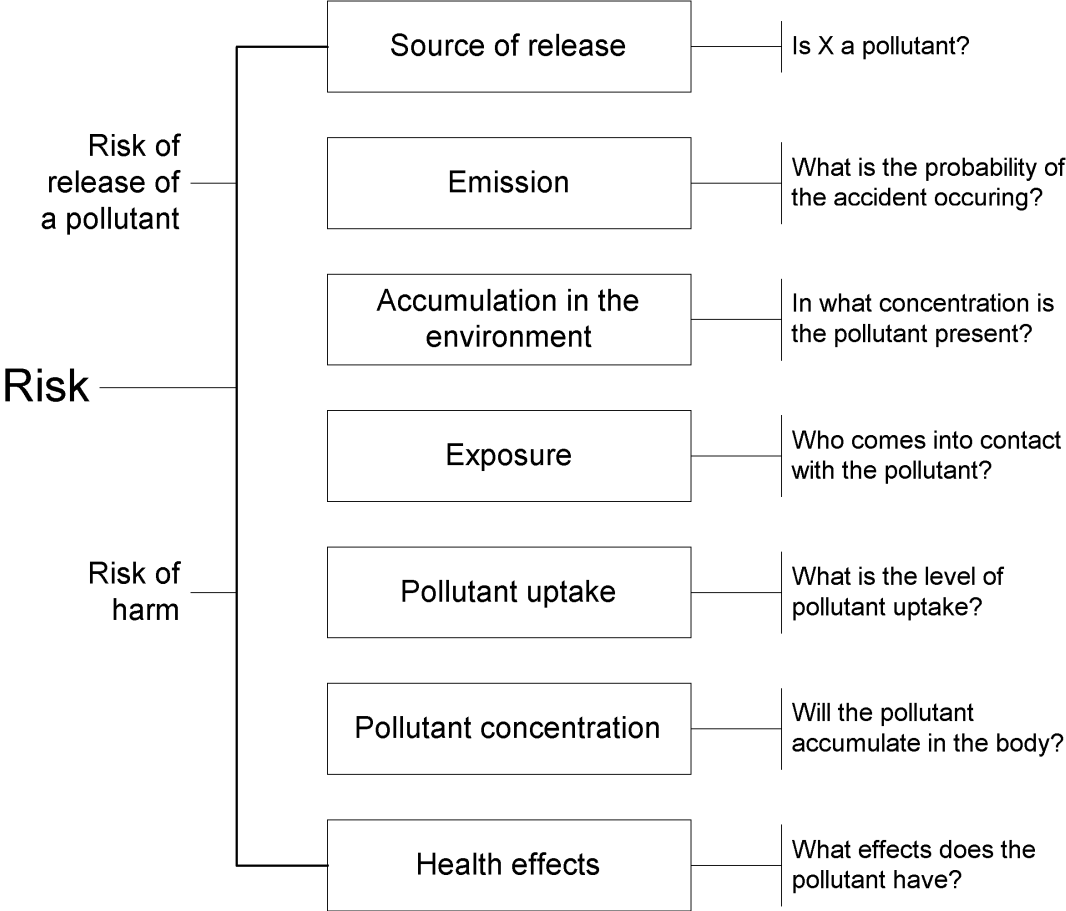 Source of release
Is X a pollutant?
Risk of
release of
a pollutant
Emission
What is the probability of
the accident occuring?
Accumulation in the
environment
In what concentration is
the pollutant present?
Risk
Exposure
Who comes into contact
with the pollutant?
Risk of
harm
Pollutant uptake
What is the level of
pollutant uptake?
Pollutant concentration
Will the pollutant
accumulate in the body?
Health effects
What effects does the
pollutant have?